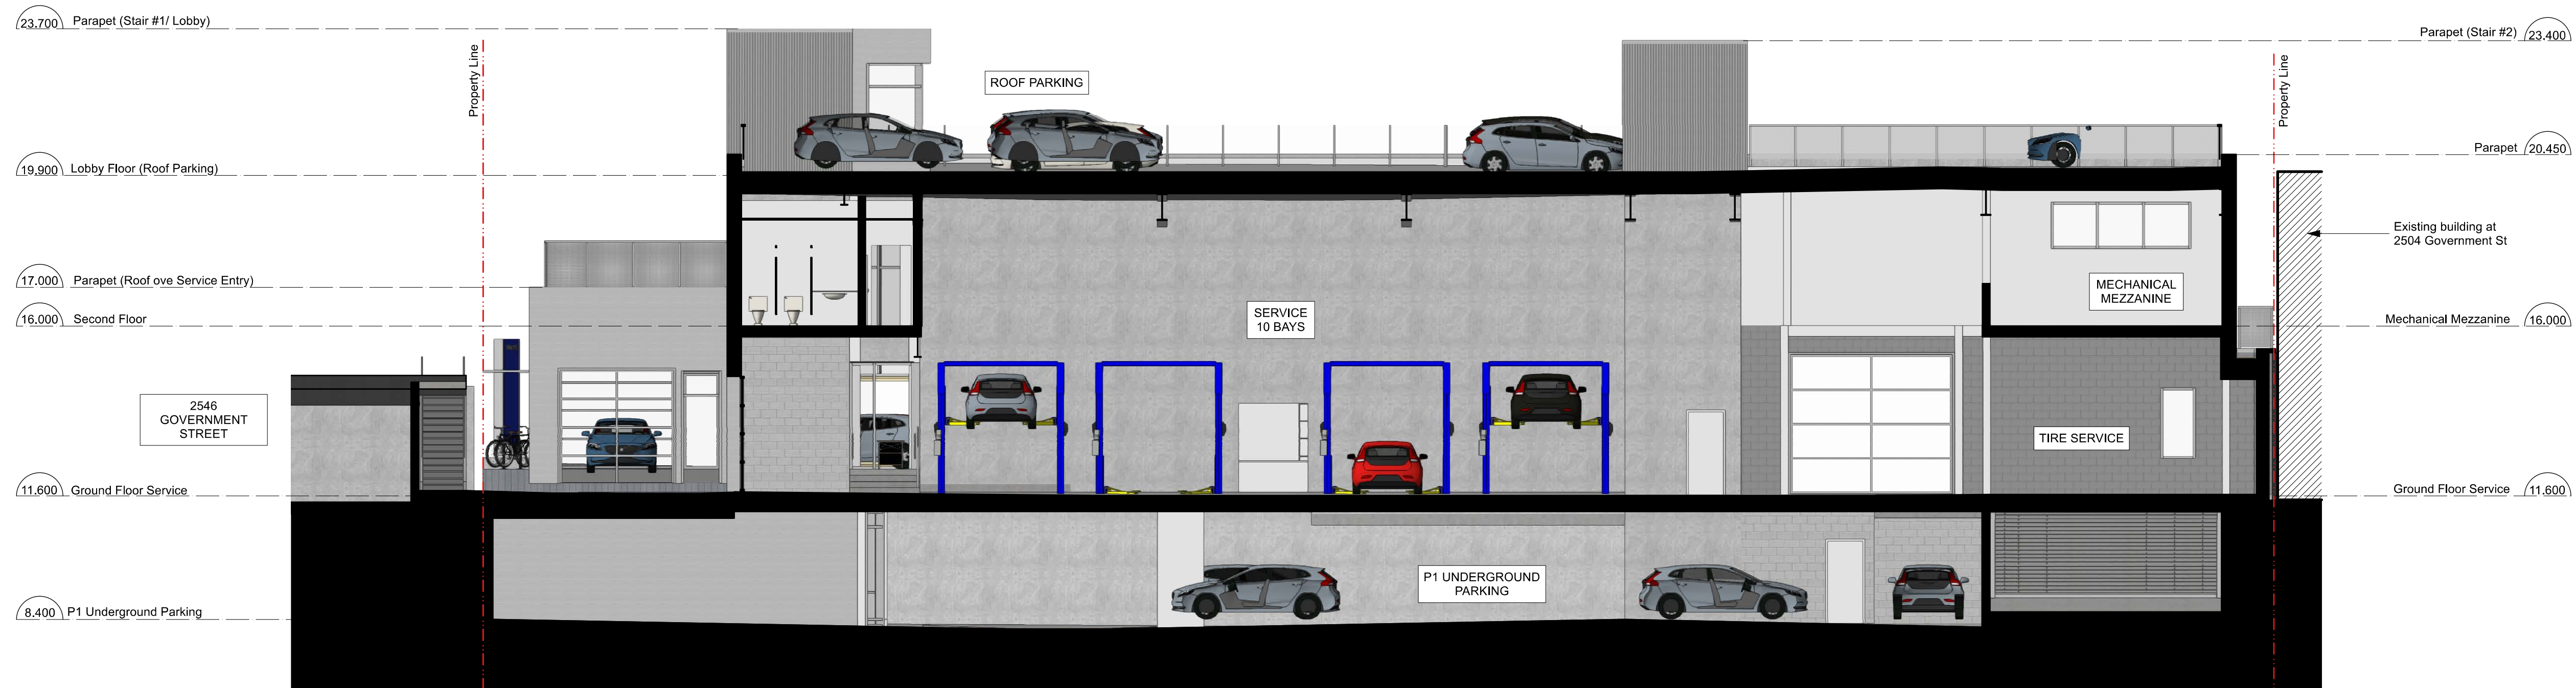 23.700 Parapet (Stair #1/ Lobby)
Parapet (Stair #2) 23.400
Property Line
Property Line
ROOF PARKING
Parapet 20.450
19,900 Lobby Floor (Roof Parking)
Existing building at
2504 Government St
17.000 Parapet (Roof ove Service Entry)
MECHANICAL
MEZZANINE
16.000 Second Floor
SERVICE
10 BAYS
Mechanical Mezzanine 16.000
2546
GOVERNMENT
STREET
TIRE SERVICE
11.600 Ground Floor Service
Ground Floor Service 11.600
P1 UNDERGROUND
PARKING
8.400 P1 Underground Parking